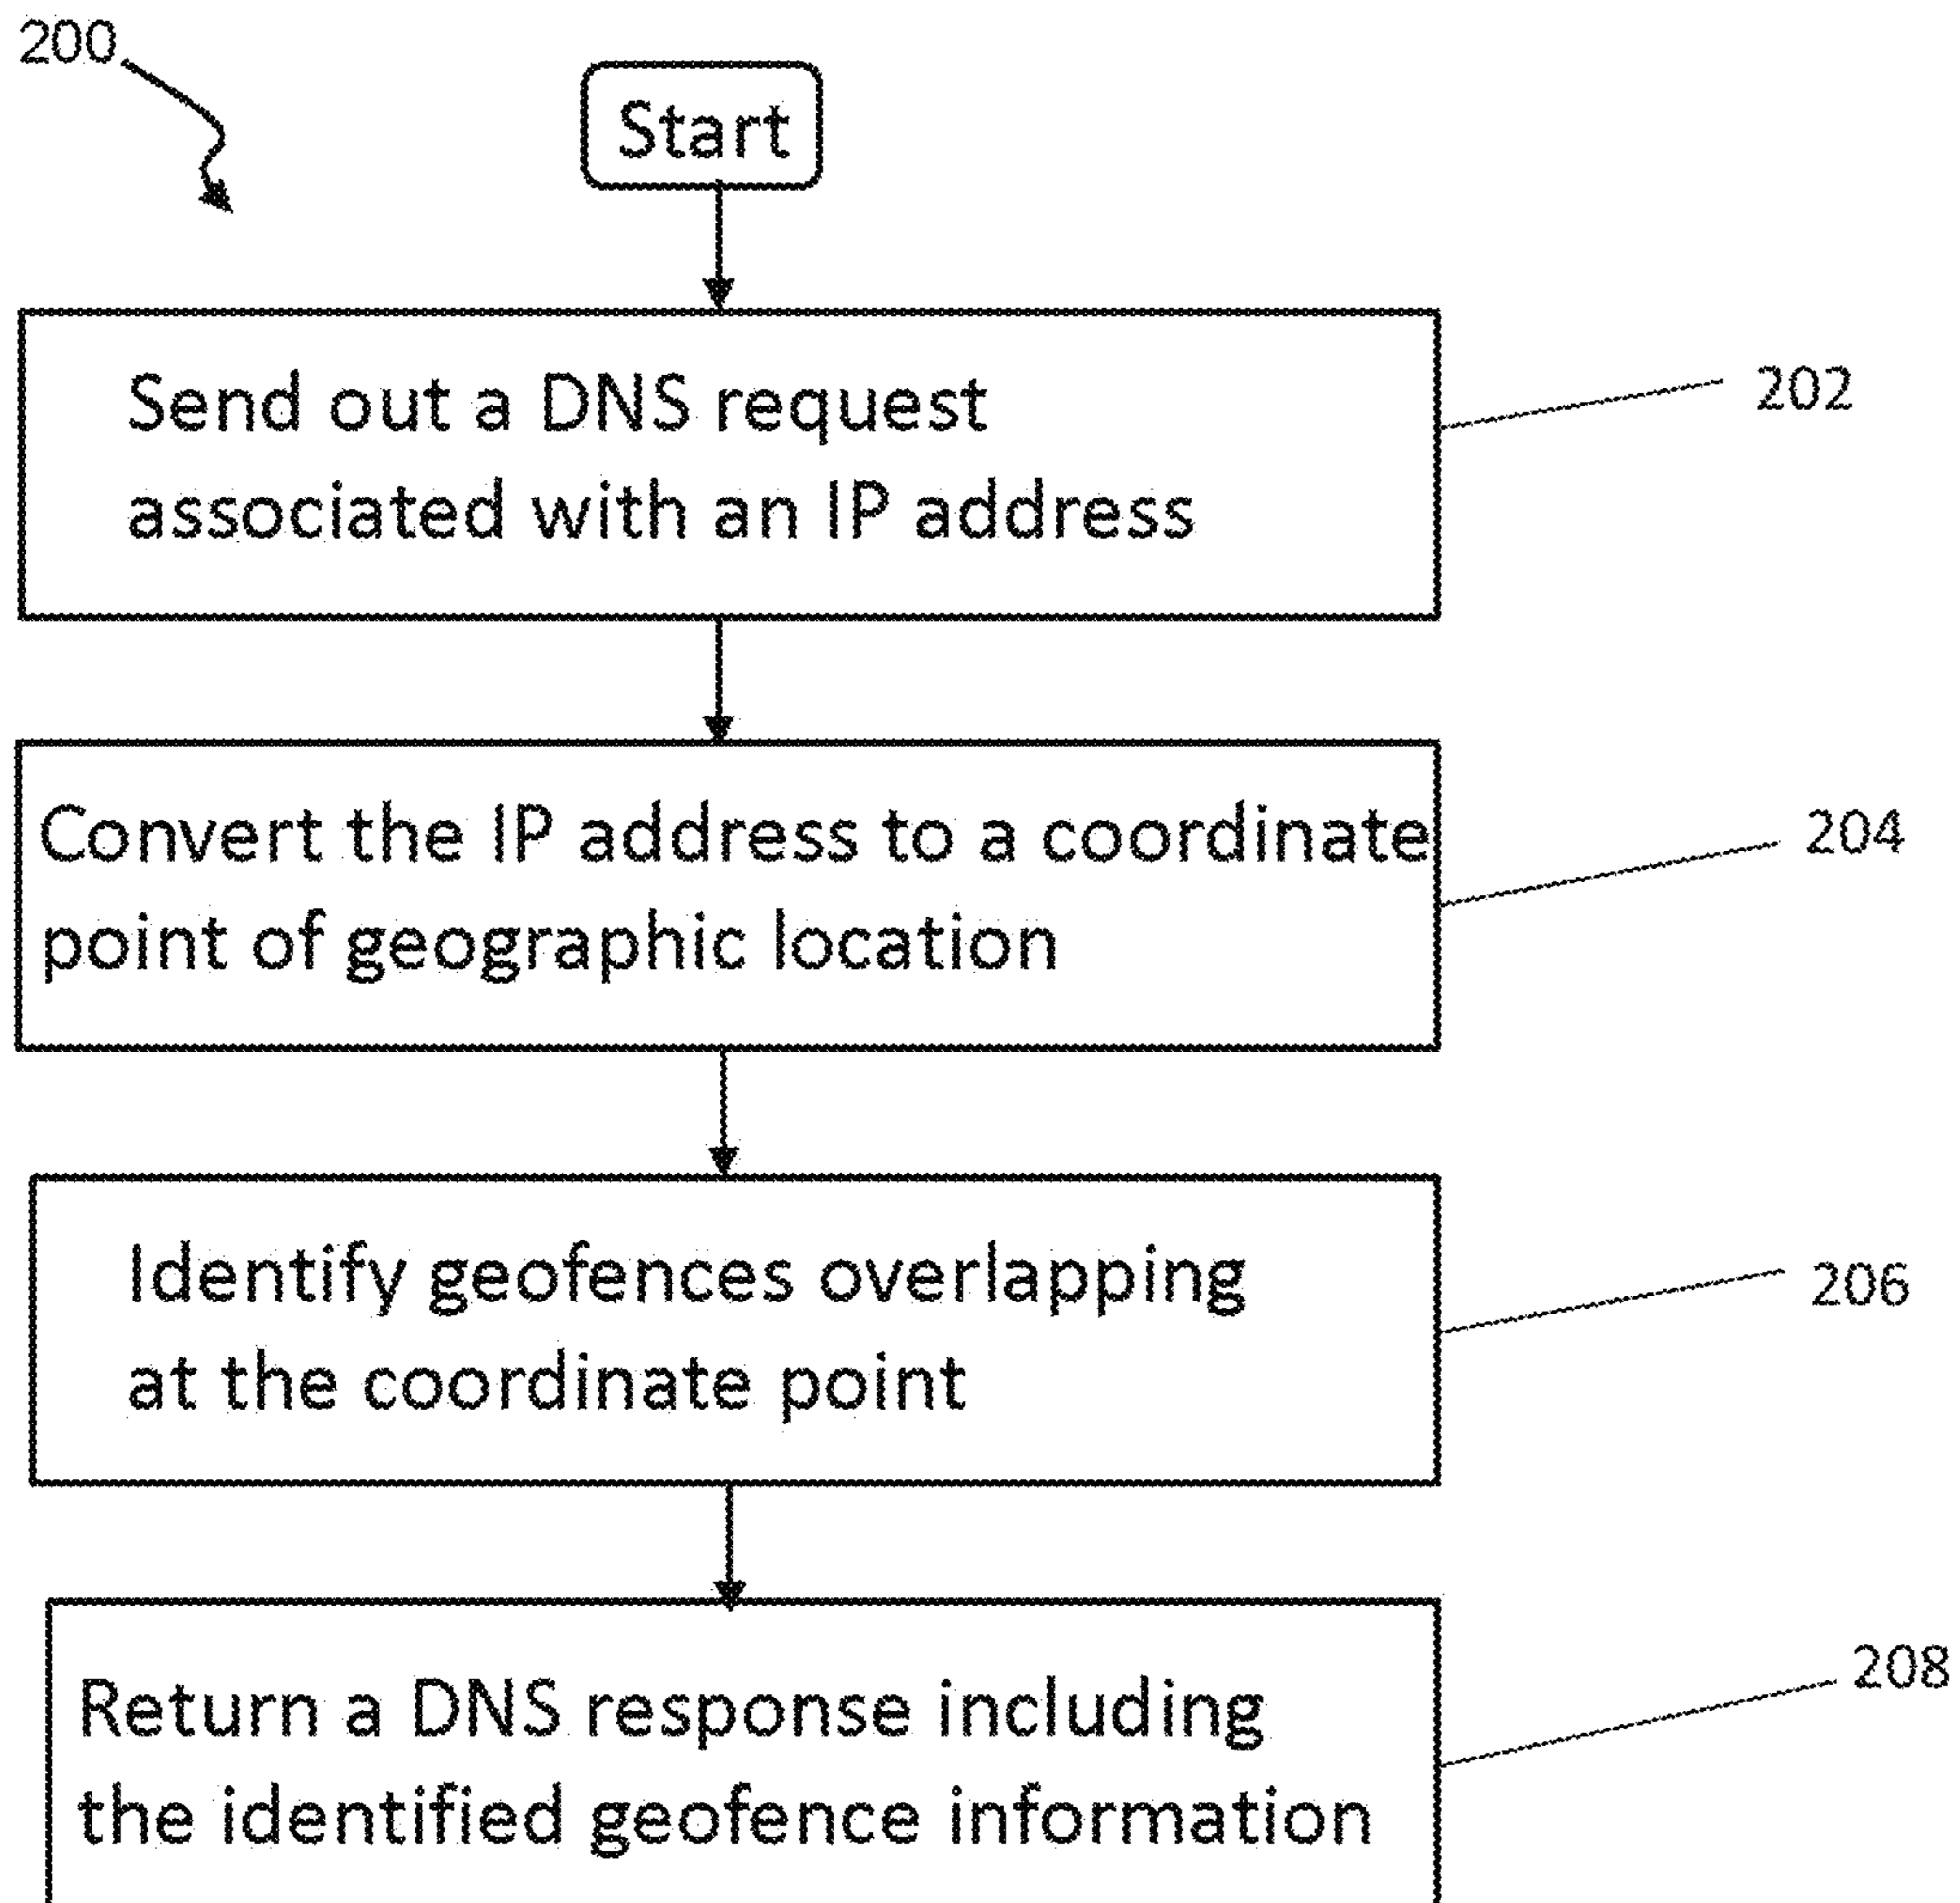 200
Start
Send out a DNS request
associated with an IP address
202
Convert the IP address to a coordinate
point of geographic location
204
Identify geofences overlapping
at the coordinate point
206
Return a DNS response including
the identified geofence information
208